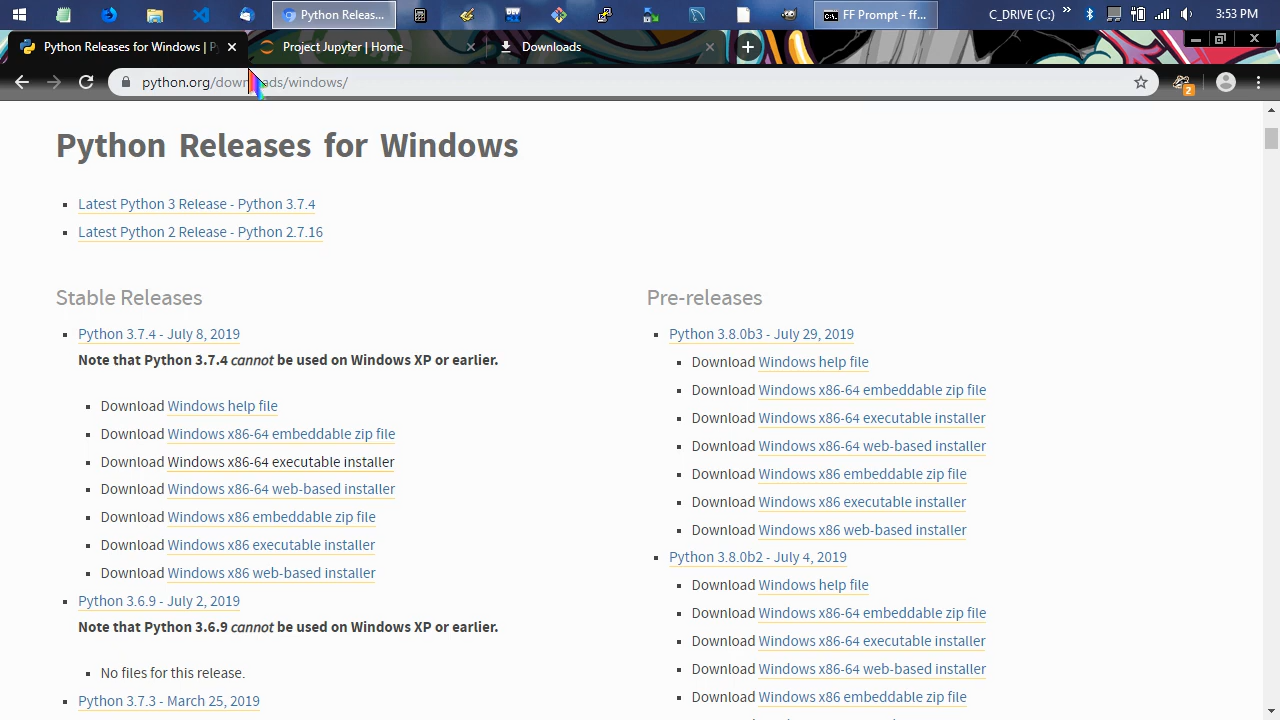 Python Releas...
FF Prompt - ff...
C_DRIVE (C:)
3:53 PM
Python Releases for Windows | Py
Project Jupyter | Home
Downloads
python.org/downloads/windows/
2
Python Releases for Windows
Latest Python 3 Release - Python 3.7.4
Latest Python 2 Release - Python 2.7.16
Stable Releases
Python 3.7.4 - July 8, 2019
Note that Python 3.7.4 cannot be used on Windows XP or earlier.
Download Windows help file
Download Windows x86-64 embeddable zip file
Download Windows x86-64 executable installer
Download Windows x86-64 web-based installer
Download Windows x86 embeddable zip file
Download Windows x86 executable installer
Download Windows x86 web-based installer
Python 3.6.9 - July 2, 2019
Note that Python 3.6.9 cannot be used on Windows XP or earlier.
No files for this release.
Python 3.7.3 - March 25, 2019
Pre-releases
Python 3.8.0b3 - July 29, 2019
Download Windows help file
Download Windows x86-64 embeddable zip file
Download Windows x86-64 executable installer
Download Windows x86-64 web-based installer
Download Windows x86 embeddable zip file
Download Windows x86 executable installer
Download Windows x86 web-based installer
Python 3.8.0b2 - July 4, 2019
Download Windows help file
Download Windows x86-64 embeddable zip file
Download Windows x86-64 executable installer
Download Windows x86-64 web-based installer
Download Windows x86 embeddable zip file